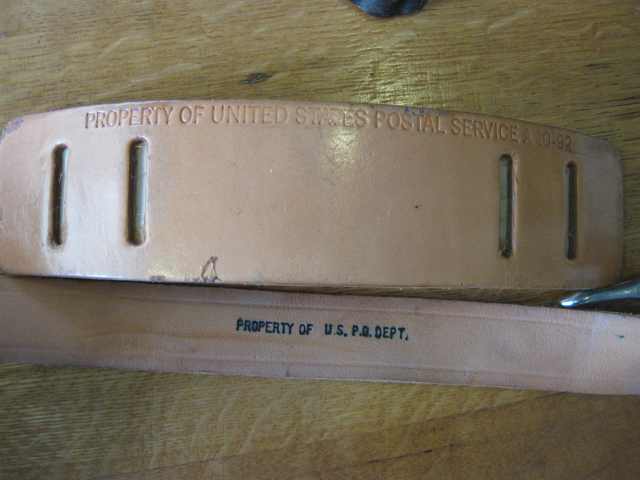 PROPERTY OF UNITED STATES POSTAL SERVICE A 10-92
PROPERTY OF U.S. P.O. DEPT.